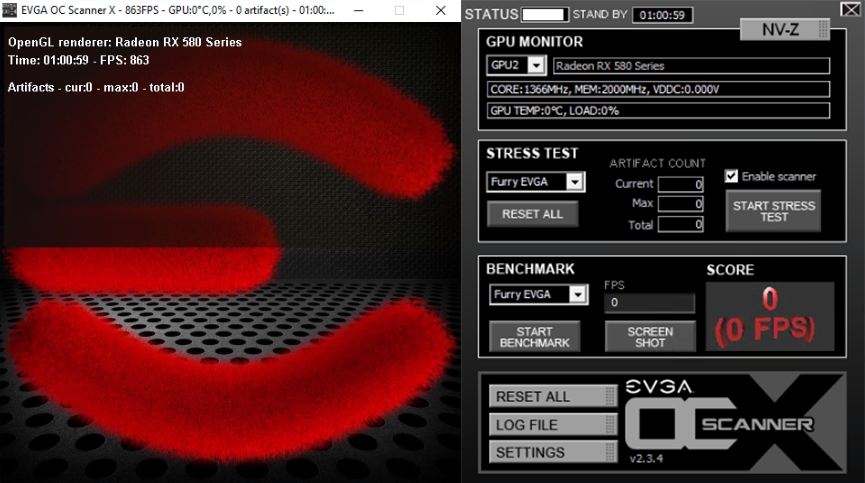 EVGA OC Scanner X - 863FPS - GPU:0°C,0% - 0 artifact(s) - 01:00:...
OpenGL renderer: Radeon RX 580 Series
Time: 01:00:59 - FPS: 863
Artifacts - cur:0 - max:0 - total:0
STATUS STAND BY 01:00:59
NV-Z
GPU MONITOR
GPU2 Radeon RX 580 Series
CORE:1366MHz, MEM:2000MHz, VDDC:0.000V
GPU TEMP:0°C, LOAD:0%
STRESS TEST
ARTIFACT COUNT
Furry EVGA
Current 0
Enable scanner
Max 0
RESET ALL
Total 0
START STRESS
TEST
BENCHMARK
SCORE
Furry EVGA
FPS
0
0
(0 FPS)
START
BENCHMARK
SCREEN
SHOT
RESET ALL
LOG FILE
SETTINGS
EVGA
OC SCANNER X
v2.3.4